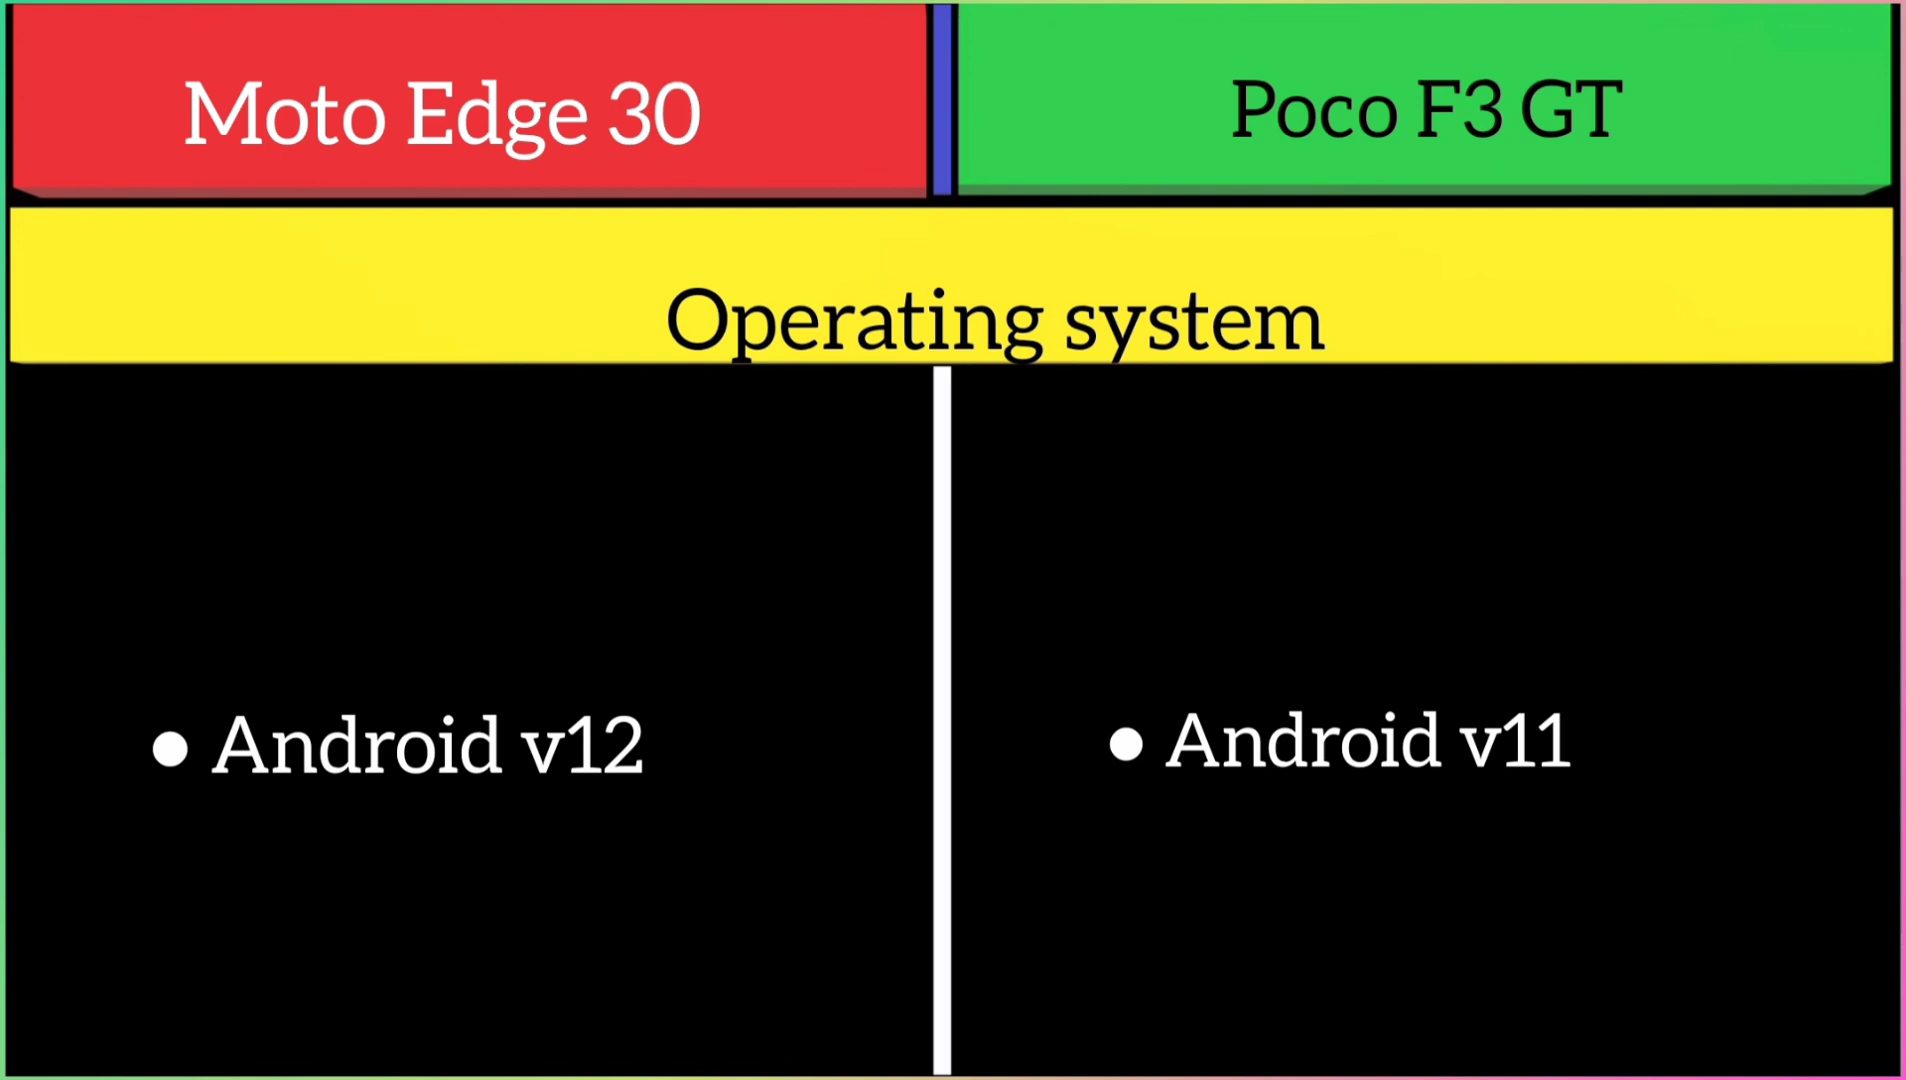 Moto Edge 30
Poco F3 GT
Operating system
• Android v12
• Android v11